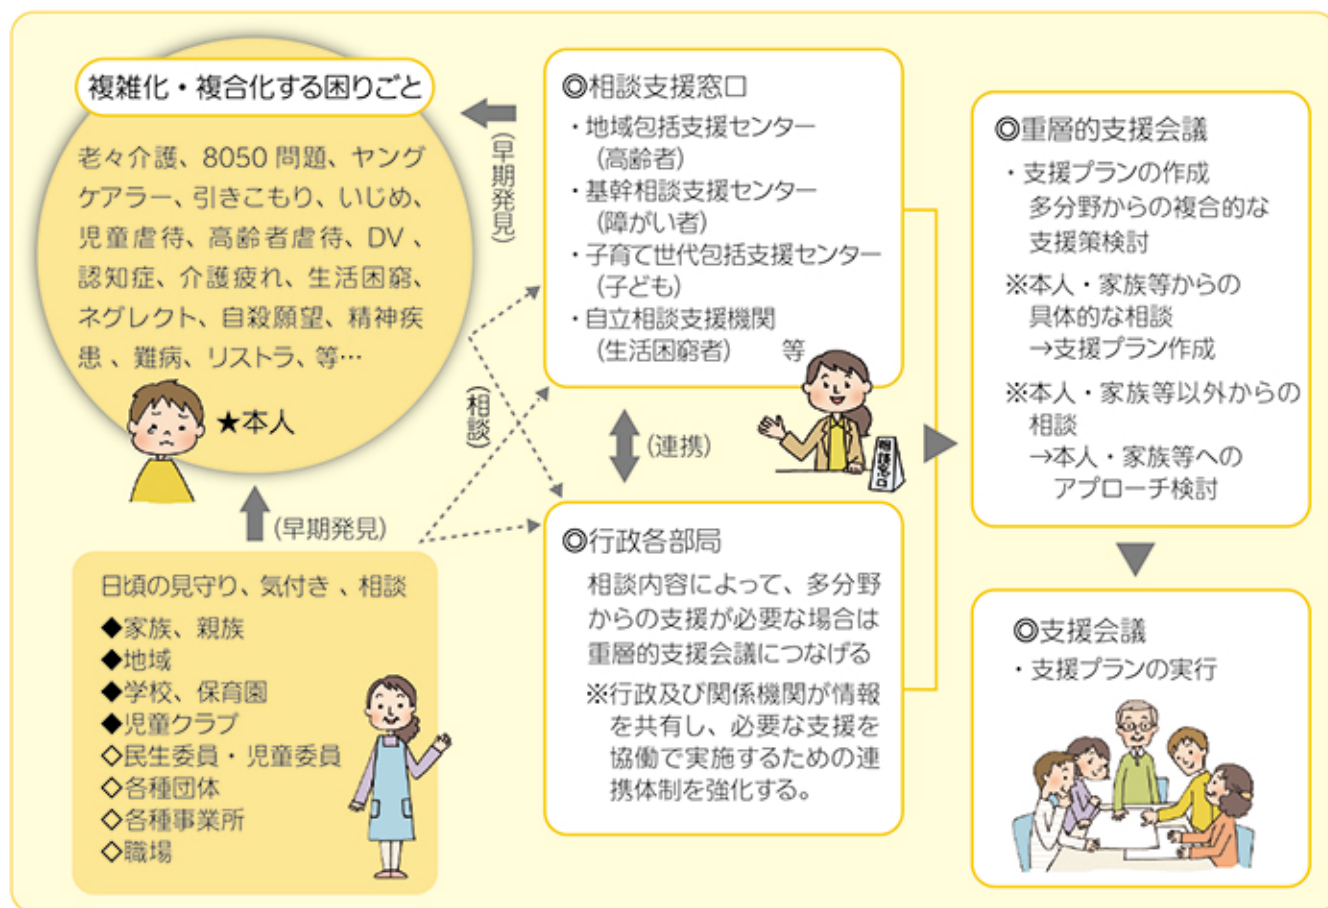 複雑化・複合化する困りごと
老々介護、8050 問題、ヤング
ケアラー、引きこもり、いじめ、
児童虐待、高齢者虐待、DV 、
認知症、介護疲れ、生活困窮、
ネグレクト、自殺願望、精神疾
患 、難病、リストラ、等…
★本人
(早期発見)
日頃の見守り、気付き 、相談
◆家族、親族
◆地域
◆学校、保育園
◆児童クラブ
◇民生委員・児童委員
◇各種団体
◇各種事業所
◇職場
(早期発見)
(相談)
◎相談支援窓口
・地域包括支援センター
(高齢者)
・基幹相談支援センター
(障がい者)
・子育て世代包括支援センター
(子ども)
・自立相談支援機関
(生活困窮者) 等
相談窓口
(連携)
◎行政各部局
相談内容によって、多分野
からの支援が必要な場合は
重層的支援会議につなげる
※行政及び関係機関が情報
を共有し、必要な支援を
協働で実施するための連
携体制を強化する。
◎重層的支援会議
・支援プランの作成
多分野からの複合的な
支援策検討
※本人・家族等からの
具体的な相談
→支援プラン作成
※本人・家族等以外からの
相談
→本人・家族等への
アプローチ検討
◎支援会議
・支援プランの実行